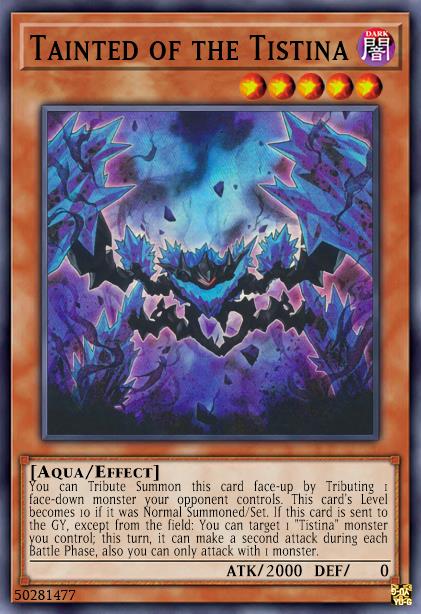 TAINTED OF THE TISTINA
DARK
闇
[AQUA/EFFECT]
You can Tribute Summon this card face-up by Tributing 1
face-down monster your opponent controls. This card's Level
becomes 10 if it was Normal Summoned/Set. If this card is sent to
the GY, except from the field: You can target 1 "Tistina" monster
you control; this turn, it can make a second attack during each
Battle Phase, also you can only attack with 1 monster.
ATK/2000 DEF/ 0
50281477